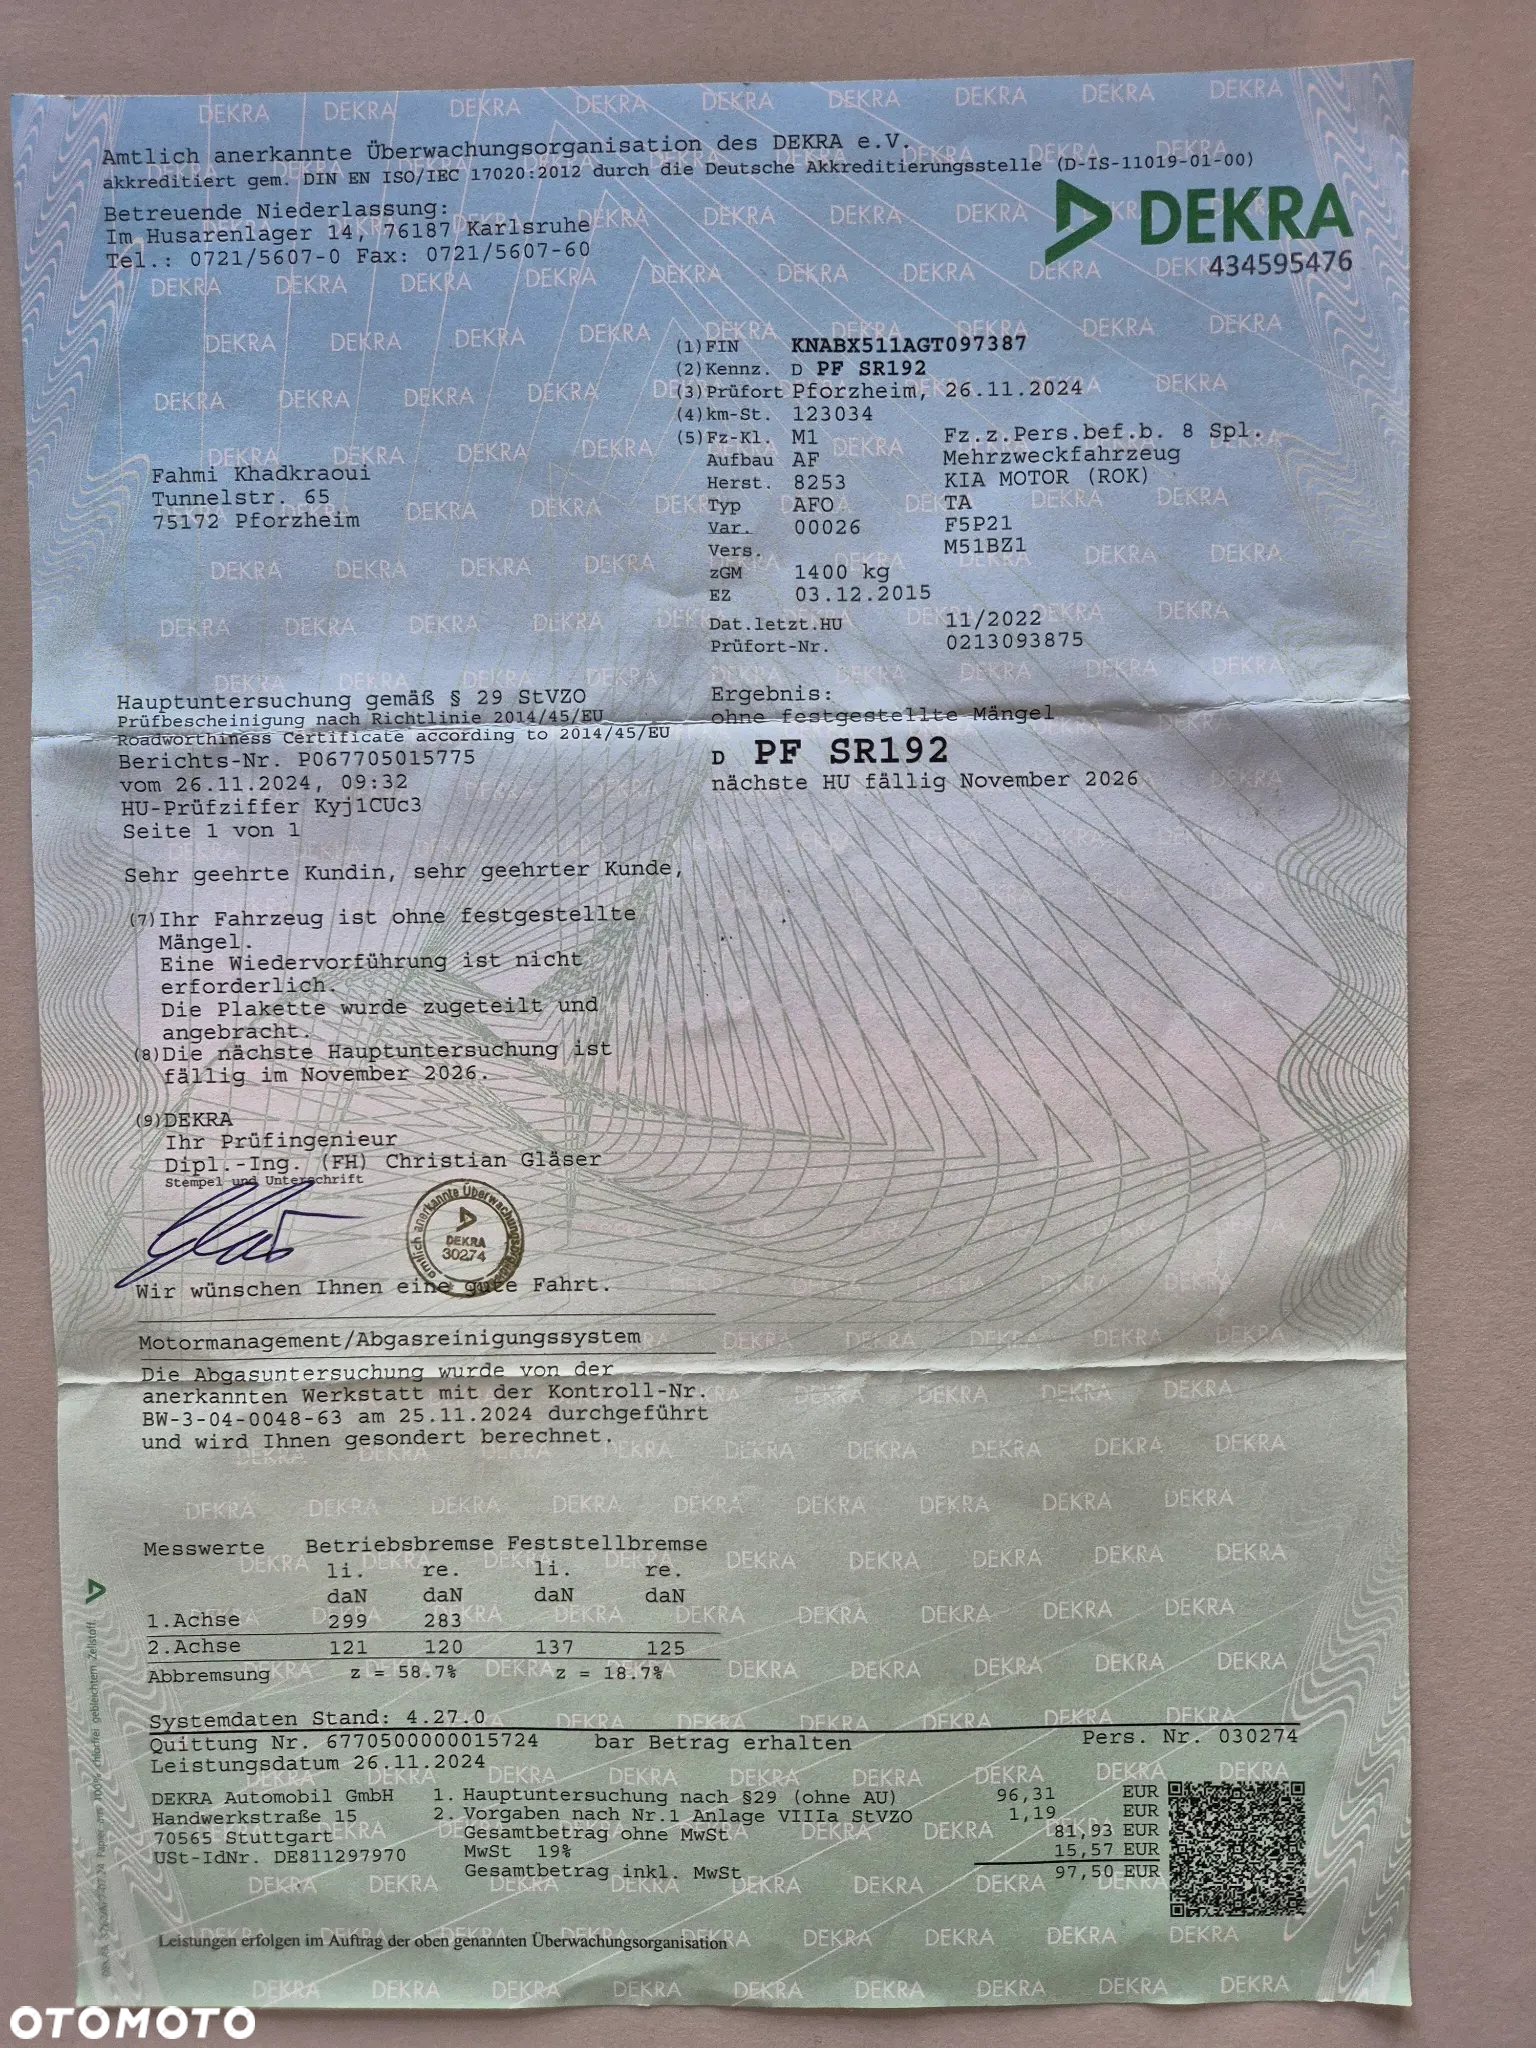 Amtlich anerkannte Überwachungsorganisation des DEKRA e.V.
akkreditiert gem. DIN EN ISO/IEC 17020:2012 durch die Deutsche Akkreditierungsstelle (D-IS-11019-01-00)
Betreuende Niederlassung:
Im Husarenlager 14, 76187 Karlsruhe
Tel.: 0721/5607-0 Fax: 0721/5607-60
DEKRA
434595476
(1)FIN KNABX511AGT097387
(2)Kennz. D PF SR192
(3)Prüfort Pforzheim, 26.11.2024
(4)km-St. 123034
(5)Fz-Kl. M1 Fz.z.Pers.bef.b. 8 Spl.
Aufbau AF Mehrzweckfahrzeug
Herst. 8253 KIA MOTOR (ROK)
Typ AFO TA
Var. 00026 F5P21
Vers. M51BZ1
zGM 1400 kg
EZ 03.12.2015
Dat.letzt.HU 11/2022
Prüfort-Nr. 0213093875
Fahmi Khadkraoui
Tunnelstr. 65
75172 Pforzheim
Hauptuntersuchung gemäß § 29 StVZO
Prüfbescheinigung nach Richtlinie 2014/45/EU
Roadworthiness Certificate according to 2014/45/EU
Berichts-Nr. P067705015775
vom 26.11.2024, 09:32
HU-Prüfziffer Kyj1CUc3
Seite 1 von 1
Ergebnis:
ohne festgestellte Mängel
D PF SR192
nächste HU fällig November 2026
Sehr geehrte Kundin, sehr geehrter Kunde,
(7)Ihr Fahrzeug ist ohne festgestellte
Mängel.
Eine Wiedervorführung ist nicht
erforderlich.
Die Plakette wurde zugeteilt und
angebracht.
(8)Die nächste Hauptuntersuchung ist
fällig im November 2026.
(9)DEKRA
Ihr Prüfingenieur
Dipl.-Ing. (FH) Christian Gläser
Stempel und Unterschrift
amtlich anerkannte Überwachungsorganisation
DEKRA
30274
Wir wünschen Ihnen eine gute Fahrt.
Motormanagement/Abgasreinigungssystem
Die Abgasuntersuchung wurde von der
anerkannten Werkstatt mit der Kontroll-Nr.
BW-3-04-0048-63 am 25.11.2024 durchgeführt
und wird Ihnen gesondert berechnet.
Messwerte Betriebsbremse Feststellbremse
li. re. li. re.
daN daN daN daN
1.Achse 299 283
2.Achse 121 120 137 125
Abbremsung z = 58.7% z = 18.7%
Systemdaten Stand: 4.27.0
Quittung Nr. 6770500000015724 bar Betrag erhalten Pers. Nr. 030274
Leistungsdatum 26.11.2024
DEKRA Automobil GmbH 1. Hauptuntersuchung nach §29 (ohne AU) 96,31 EUR
Handwerkstraße 15 2. Vorgaben nach Nr.1 Anlage VIIIa StVZO 1,19 EUR
70565 Stuttgart Gesamtbetrag ohne MwSt 81,93 EUR
USt-IdNr. DE811297970 MwSt 19% 15,57 EUR
Gesamtbetrag inkl. MwSt 97,50 EUR
Leistungen erfolgen im Auftrag der oben genannten Überwachungsorganisation
OTOMOTO